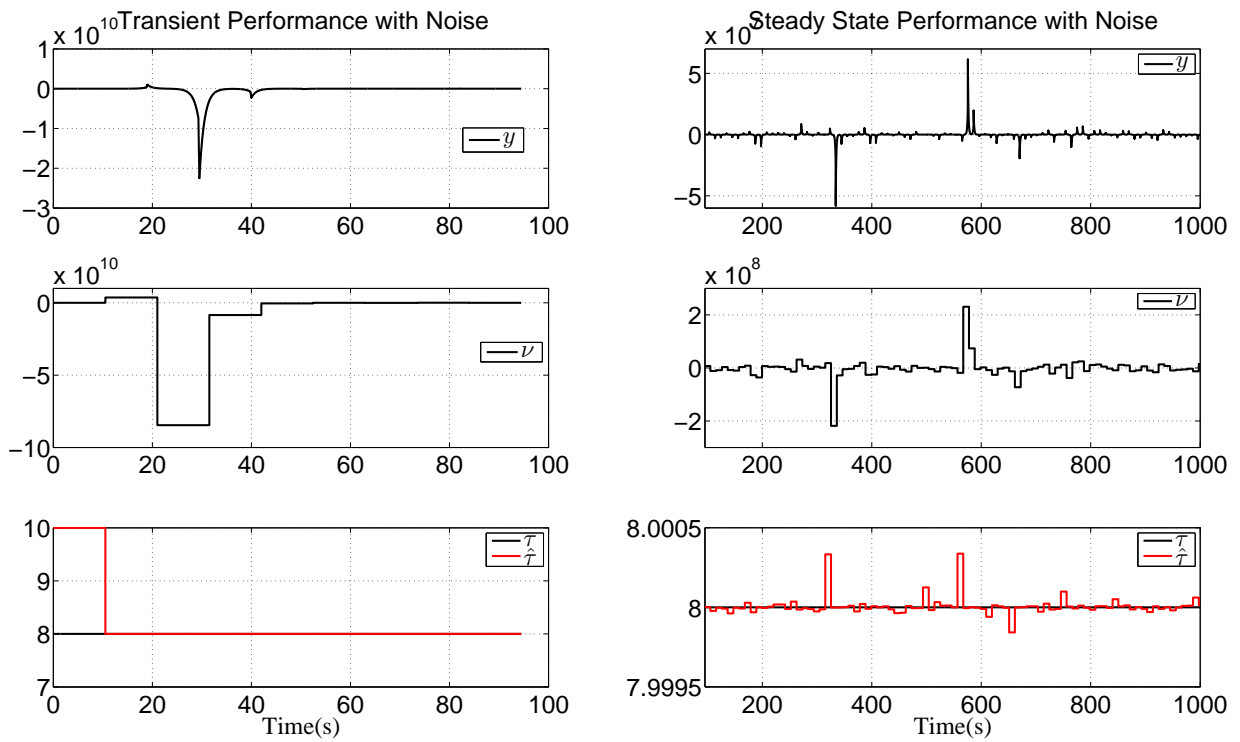 Transient Performance with Noise
x 10^10
1
0
−1
−2
−3
y
0 20 40 60 80 100
x 10^10
0
−5
−10
ν
0 20 40 60 80 100
10
9
8
7
τ
τ̂
0 20 40 60 80 100
Time(s)
Steady State Performance with Noise
x 10^7
5
0
−5
y
200 400 600 800 1000
x 10^8
2
0
−2
ν
200 400 600 800 1000
8.0005
8
7.9995
τ
τ̂
200 400 600 800 1000
Time(s)